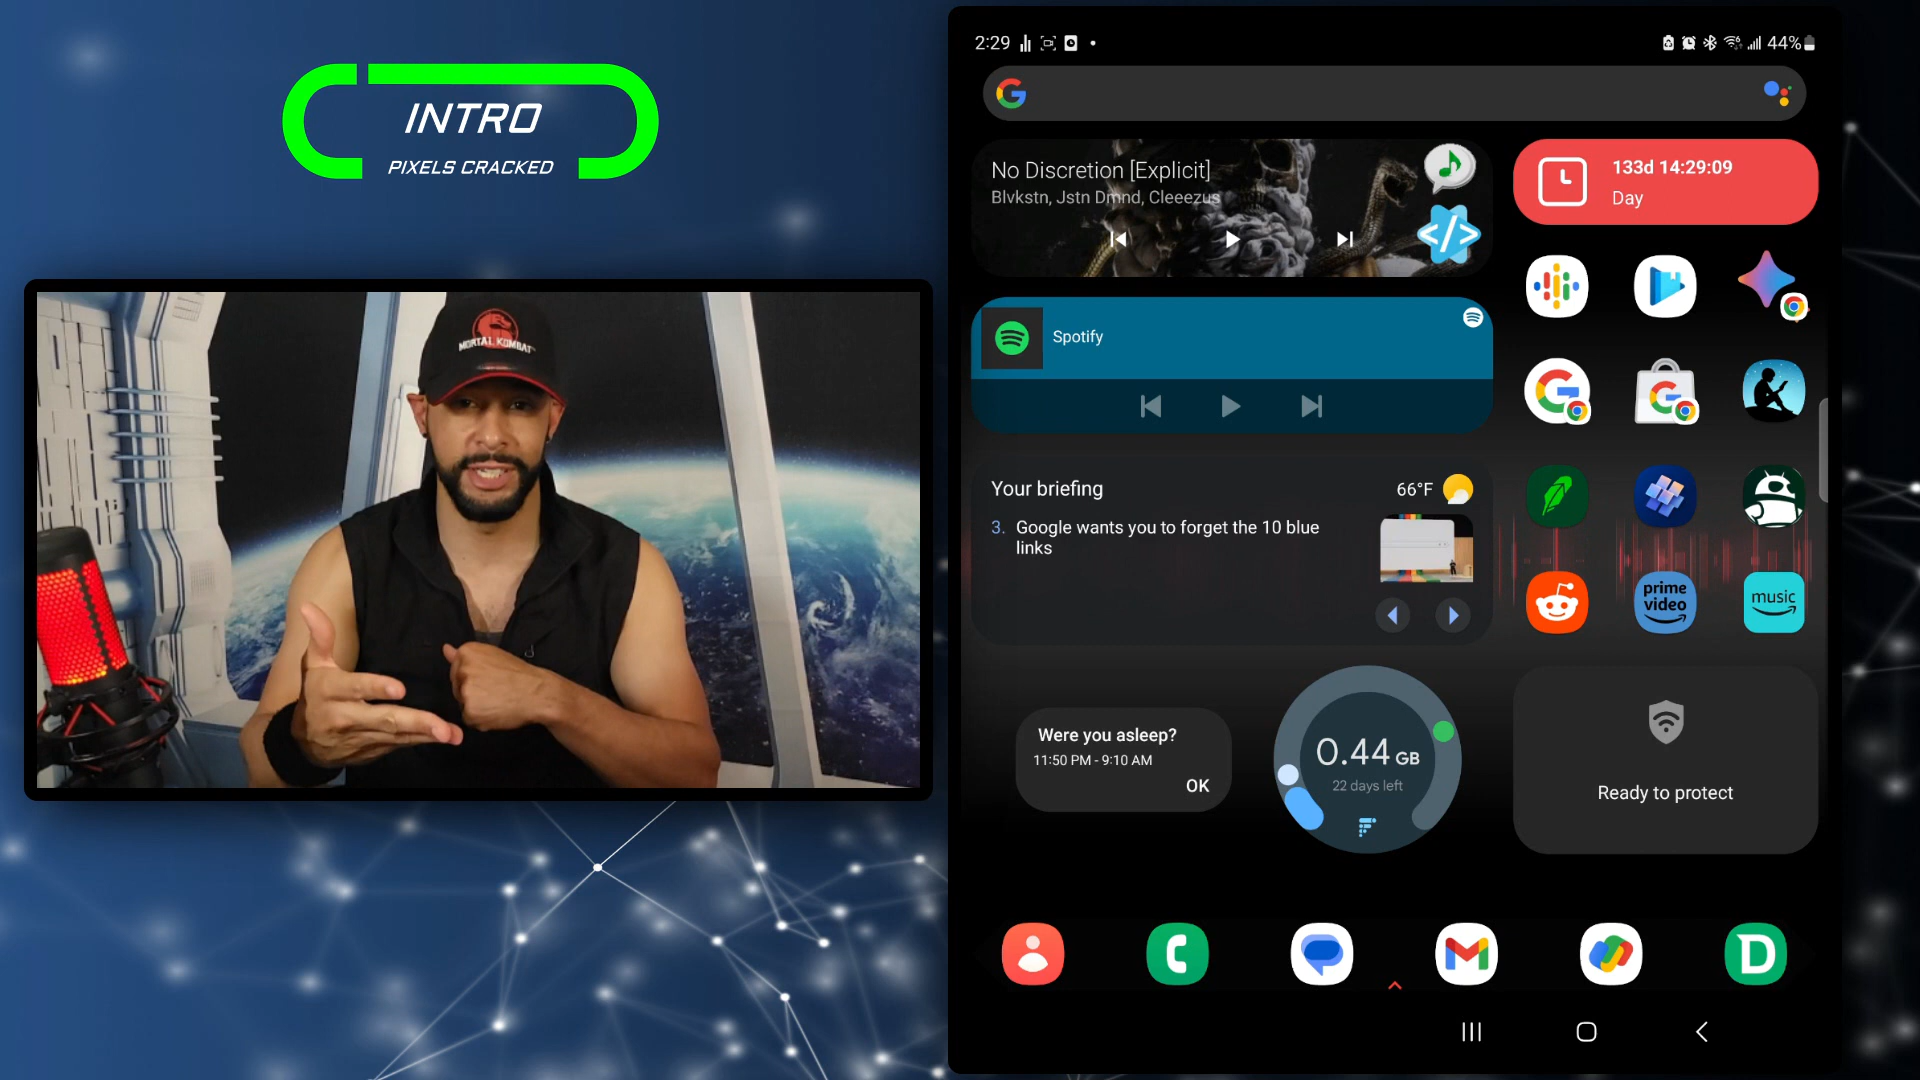 INTRO
PIXELS CRACKED
MORTAL KOMBAT
2:29
44%
No Discretion [Explicit]
Blvkstn, Jstn Dmnd, Cleeezus
133d 14:29:09
Day
Spotify
Your briefing
66°F
3. Google wants you to forget the 10 blue
links
prime
video
music
Were you asleep?
11:50 PM - 9:10 AM
OK
0.44 GB
22 days left
Ready to protect